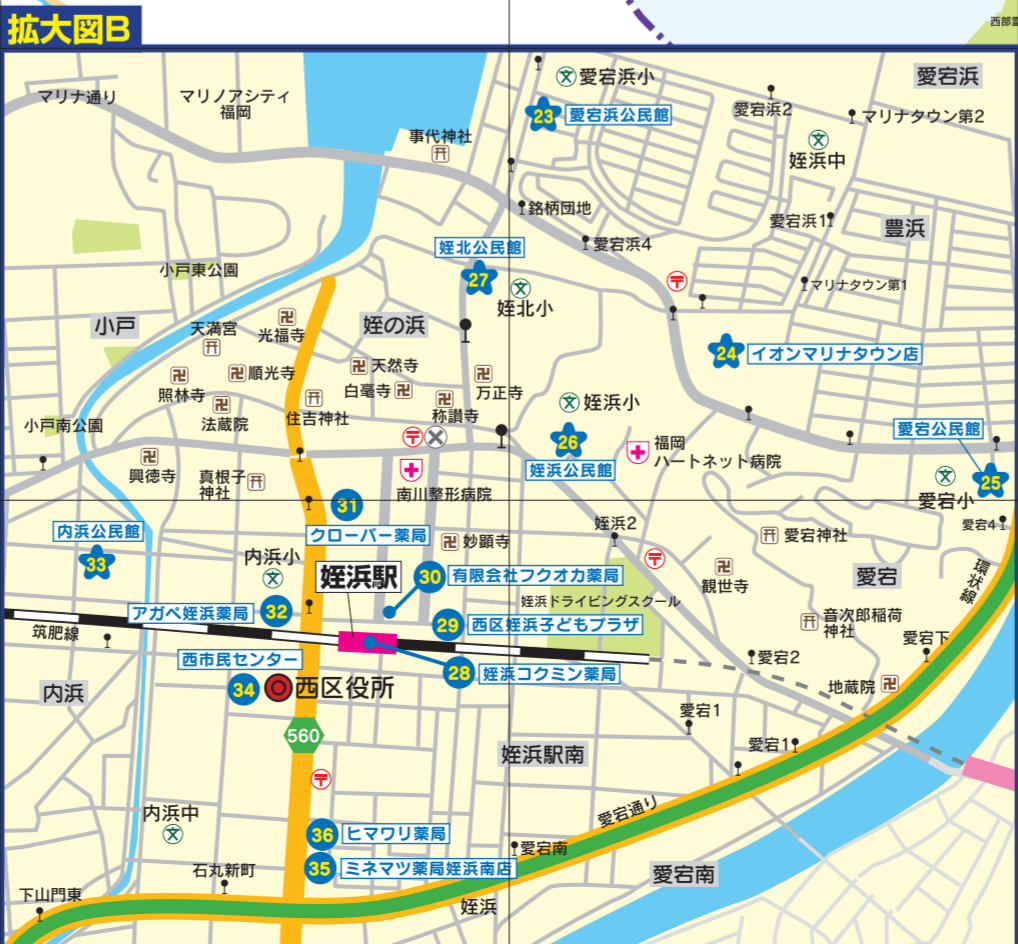 拡大図B
西部霊
マリナ通り
マリノアシティ
福岡
愛宕浜小
23
愛宕浜公民館
愛宕浜
愛宕浜2
マリナタウン第2
姪浜中
事代神社
銘柄団地
愛宕浜1
豊浜
愛宕浜4
姪北公民館
27
姪北小
小戸東公園
マリナタウン第1
小戸
天満宮
光福寺
姪の浜
24
イオンマリナタウン店
順光寺
天然寺
照林寺
白毫寺
万正寺
法蔵院
住吉神社
称讃寺
姪浜小
26
姪浜公民館
小戸南公園
福岡
ハートネット病院
愛宕公民館
25
愛宕小
興徳寺
真根子
神社
南川整形病院
31
クローバー薬局
愛宕4
内浜公民館
33
内浜小
妙顕寺
姪浜2
愛宕神社
環状線
姪浜駅
30
有限会社フクオカ薬局
観世寺
愛宕
アガペ姪浜薬局
32
姪浜ドライビングスクール
29
西区姪浜子どもプラザ
音次郎稲荷
神社
筑肥線
愛宕下
西市民センター
28
姪浜コクミン薬局
愛宕2
34
西区役所
内浜
地蔵院
愛宕1
560
姪浜駅南
愛宕1
内浜中
36
ヒマワリ薬局
愛宕通り
35
ミネマツ薬局姪浜南店
愛宕南
石丸新町
愛宕南
下山門東
姪浜